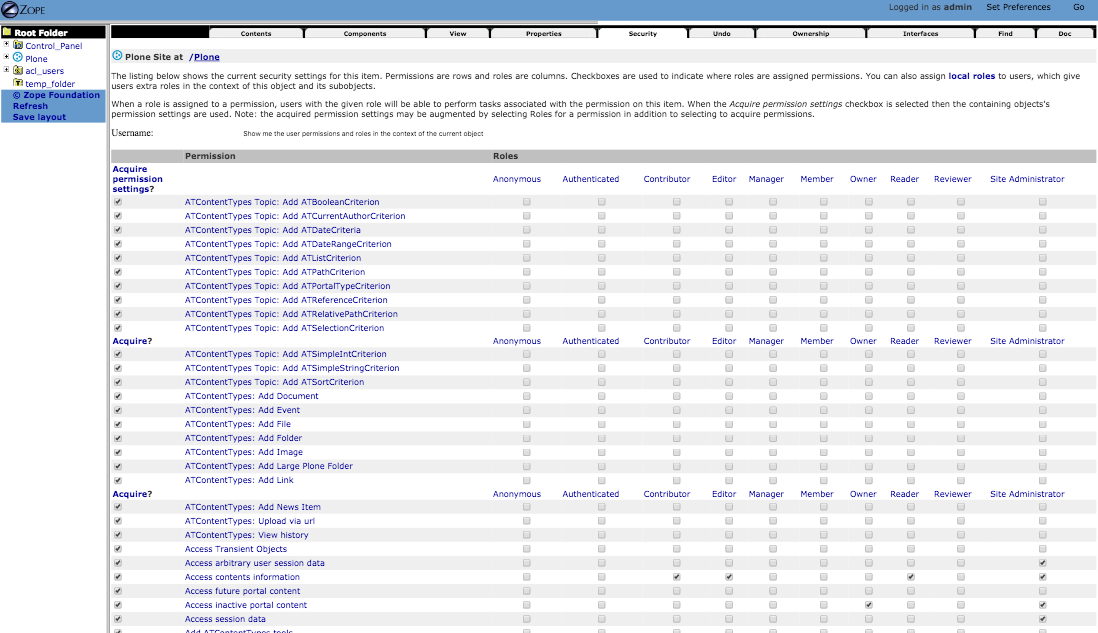 ZOPE
Logged in as admin Set Preferences Go
Root Folder
Control_Panel
Plone
acl_users
temp_folder
© Zope Foundation
Refresh
Save layout
Contents Components View Properties Security Undo Ownership Interfaces Find Doc
Plone Site at /Plone
The listing below shows the current security settings for this item. Permissions are rows and roles are columns. Checkboxes are used to indicate where roles are assigned permissions. You can also assign local roles to users, which give
users extra roles in the context of this object and its subobjects.
When a role is assigned to a permission, users with the given role will be able to perform tasks associated with the permission on this item. When the Acquire permission settings checkbox is selected then the containing objects's
permission settings are used. Note: the acquired permission settings may be augmented by selecting Roles for a permission in addition to selecting to acquire permissions.
Username: Show me the user permissions and roles in the context of the current object
Permission Roles
Acquire
permission
settings?
Anonymous Authenticated Contributor Editor Manager Member Owner Reader Reviewer Site Administrator
ATContentTypes Topic: Add ATBooleanCriterion
ATContentTypes Topic: Add ATCurrentAuthorCriterion
ATContentTypes Topic: Add ATDateCriteria
ATContentTypes Topic: Add ATDateRangeCriterion
ATContentTypes Topic: Add ATListCriterion
ATContentTypes Topic: Add ATPathCriterion
ATContentTypes Topic: Add ATPortalTypeCriterion
ATContentTypes Topic: Add ATReferenceCriterion
ATContentTypes Topic: Add ATRelativePathCriterion
ATContentTypes Topic: Add ATSelectionCriterion
Acquire? Anonymous Authenticated Contributor Editor Manager Member Owner Reader Reviewer Site Administrator
ATContentTypes Topic: Add ATSimpleIntCriterion
ATContentTypes Topic: Add ATSimpleStringCriterion
ATContentTypes Topic: Add ATSortCriterion
ATContentTypes: Add Document
ATContentTypes: Add Event
ATContentTypes: Add File
ATContentTypes: Add Folder
ATContentTypes: Add Image
ATContentTypes: Add Large Plone Folder
ATContentTypes: Add Link
Acquire? Anonymous Authenticated Contributor Editor Manager Member Owner Reader Reviewer Site Administrator
ATContentTypes: Add News Item
ATContentTypes: Upload via url
ATContentTypes: View history
Access Transient Objects
Access arbitrary user session data
Access contents information
Access future portal content
Access inactive portal content
Access session data
Add ATContentTypes tools